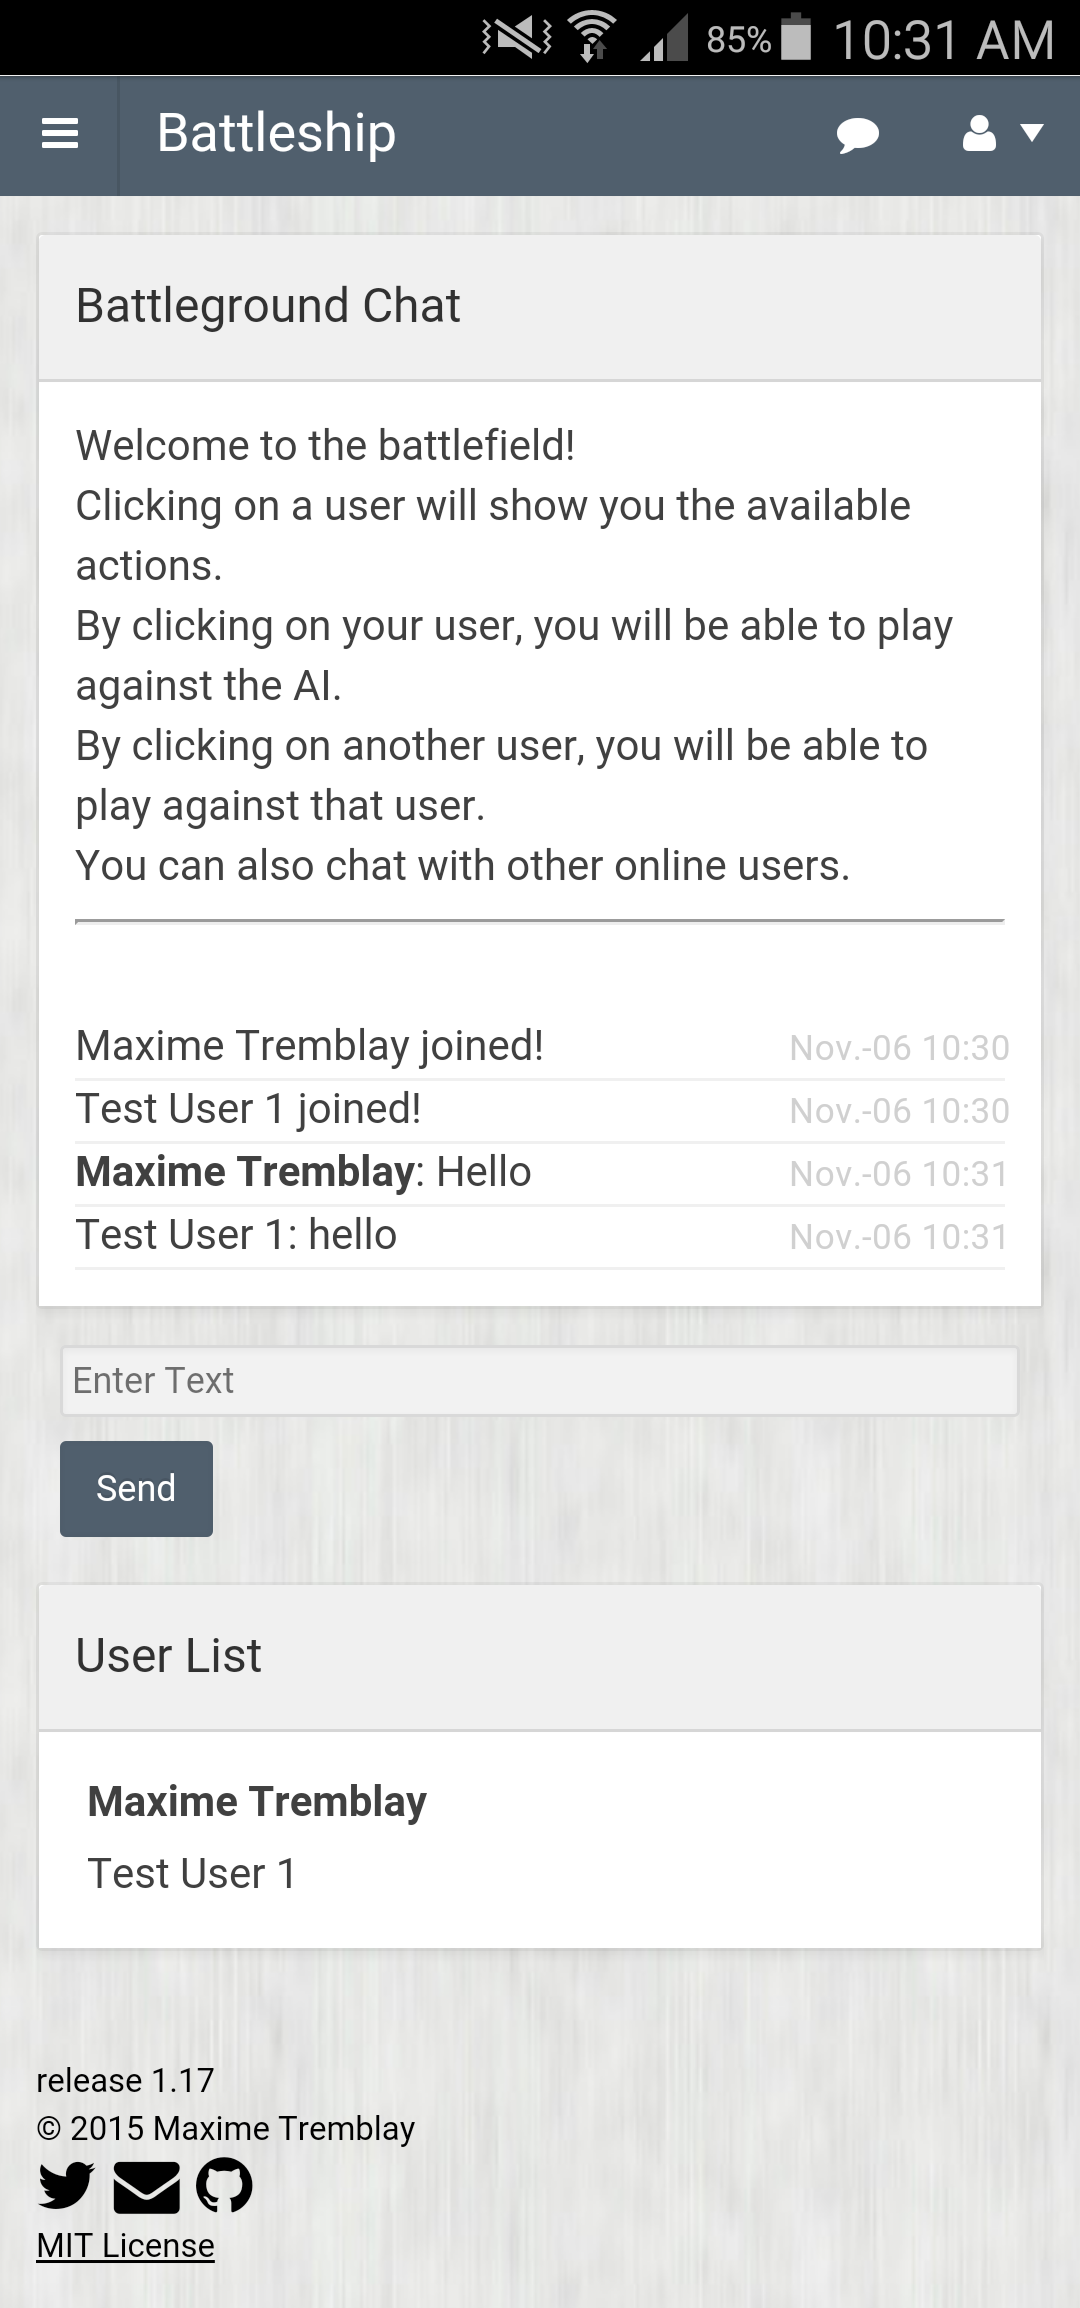 85% 10:31 AM
Battleship
Battleground Chat
Welcome to the battlefield!
Clicking on a user will show you the available
actions.
By clicking on your user, you will be able to play
against the AI.
By clicking on another user, you will be able to
play against that user.
You can also chat with other online users.
Maxime Tremblay joined! Nov.-06 10:30
Test User 1 joined! Nov.-06 10:30
Maxime Tremblay: Hello Nov.-06 10:31
Test User 1: hello Nov.-06 10:31
Enter Text
Send
User List
Maxime Tremblay
Test User 1
release 1.17
© 2015 Maxime Tremblay
MIT License